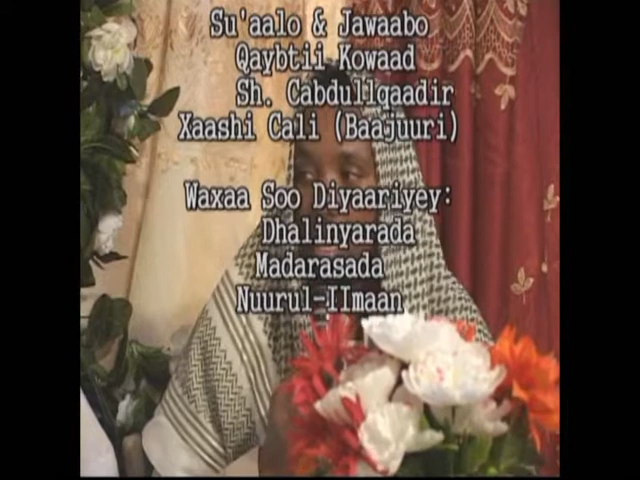 Su'aalo & Jawaabo
Qaybtii Kowaad
Sh. Cabdullqaadir
Xaashi Cali (Baajuuri)
Waxaa Soo Diyaariyey:
Dhalinyarada
Madarasada
Nuurul-IImaan